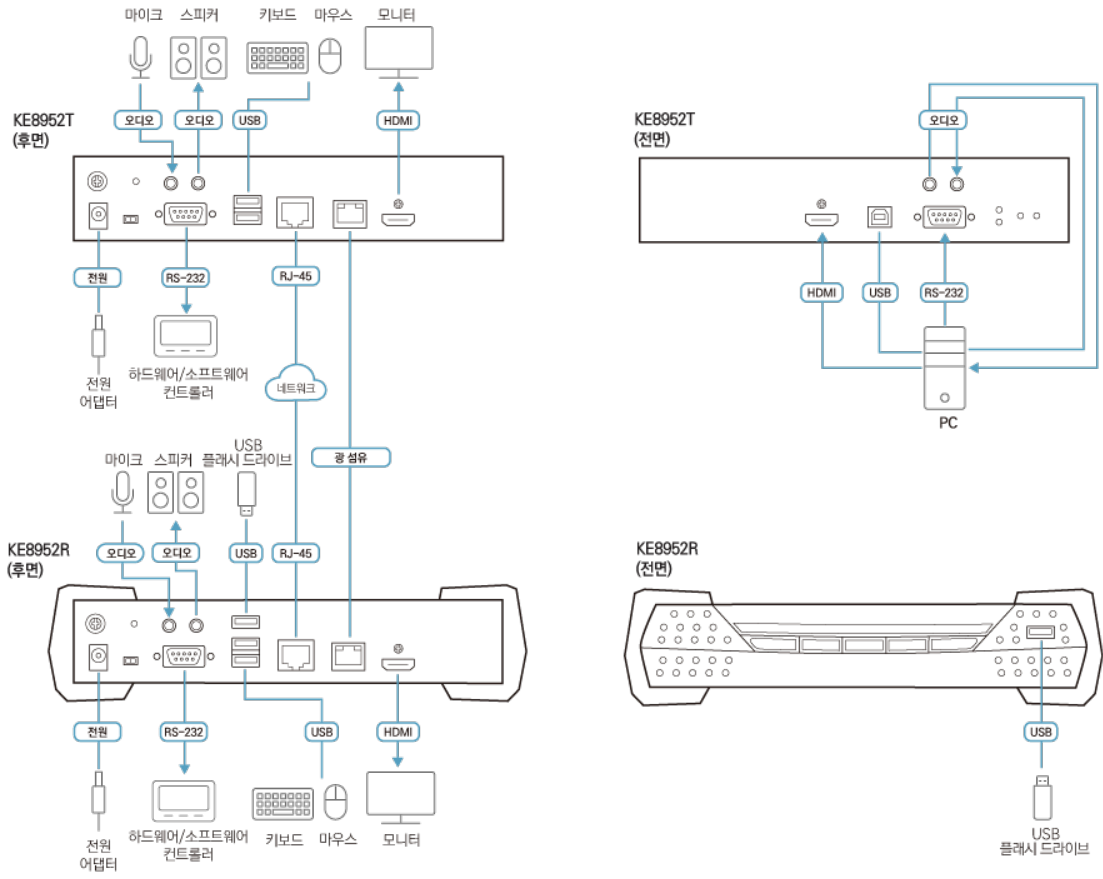 마이크
스피커
키보드
마우스
모니터
KE8952T
(후면)
오디오
오디오
USB
HDMI
전원
RS-232
RJ-45
전원
어댑터
하드웨어/소프트웨어
컨트롤러
네트워크
광 섬유
KE8952T
(전면)
오디오
HDMI
USB
RS-232
PC
마이크
스피커
USB
플래시 드라이브
KE8952R
(후면)
오디오
오디오
USB
RJ-45
전원
RS-232
USB
HDMI
전원
어댑터
하드웨어/소프트웨어
컨트롤러
키보드
마우스
모니터
KE8952R
(전면)
USB
USB
플래시 드라이브